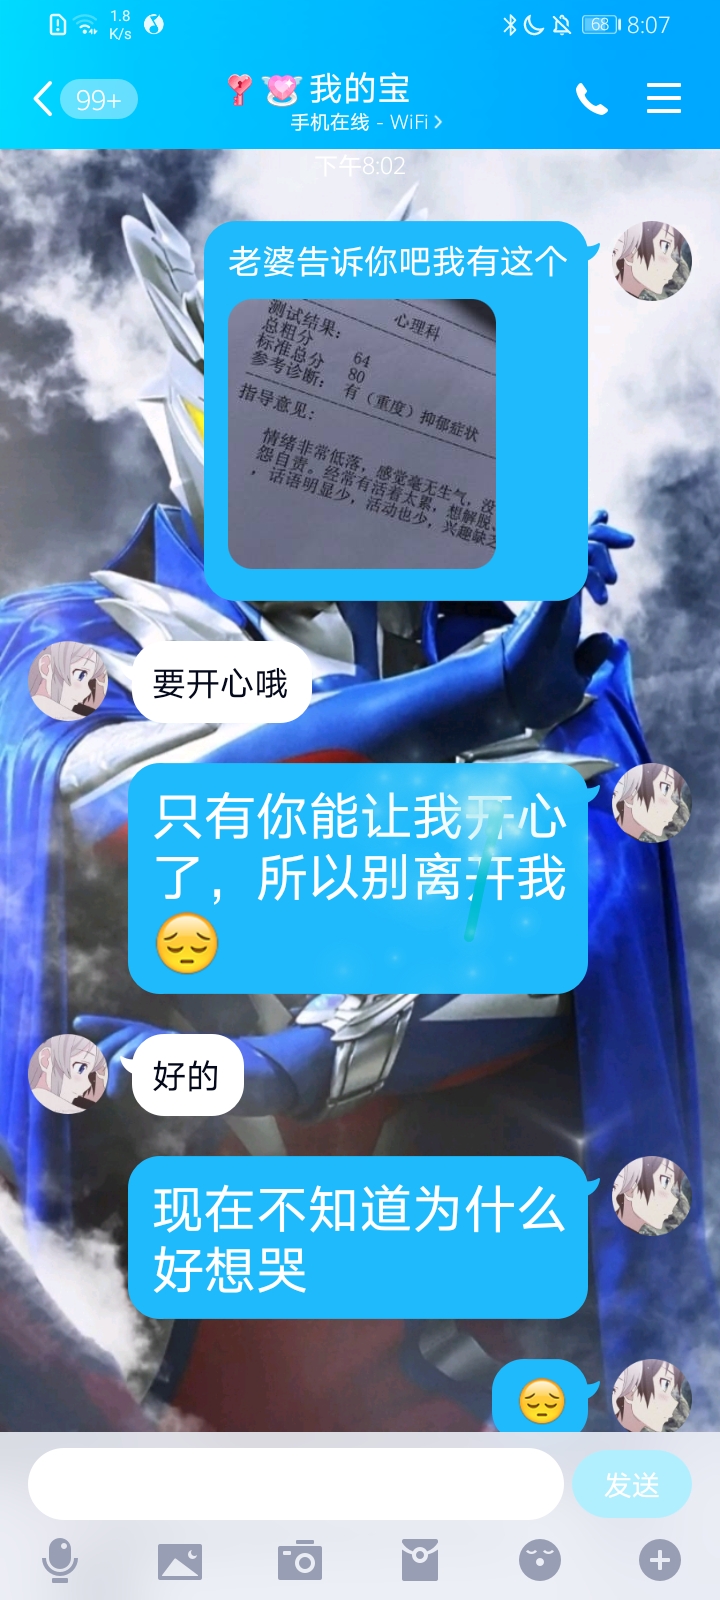 1.8
K/s
68
8:07
99+
我的宝
手机在线 - WiFi
下午8:02
老婆告诉你吧我有这个
心理科
测试结果：
总粗分 64
标准总分 80
参考诊断： 有（重度）抑郁症状
指导意见：
情绪非常低落，感觉毫无生气，没
怨自责。经常有活着太累，想解脱、
，话语明显少，活动也少，兴趣缺乏
要开心哦
只有你能让我开心
了，所以别离开我
好的
现在不知道为什么
好想哭
发送